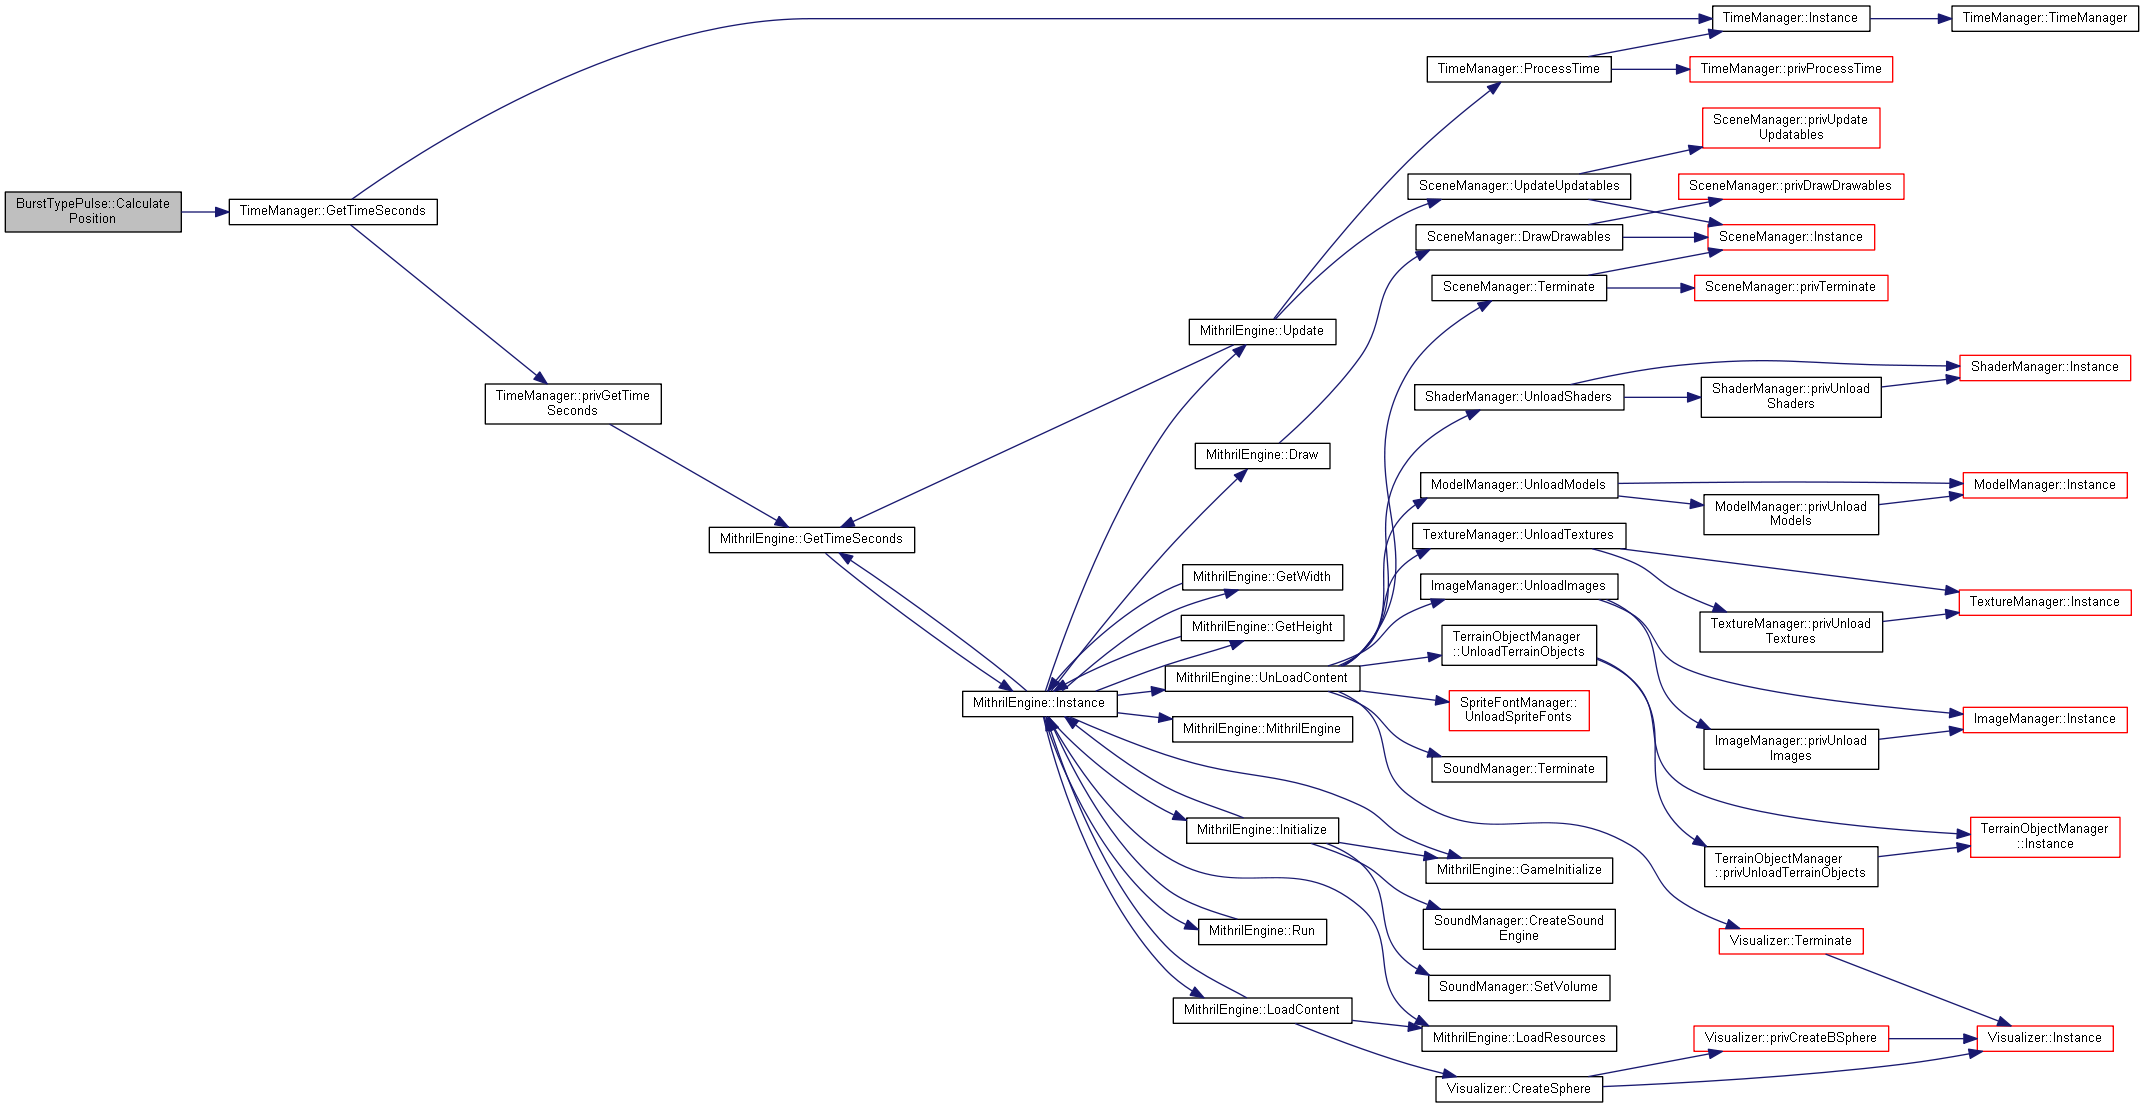 BurstTypePulse::Calculate
Position
TimeManager::GetTimeSeconds
TimeManager::privGetTime
Seconds
MithrilEngine::GetTimeSeconds
MithrilEngine::Instance
MithrilEngine::Update
MithrilEngine::Draw
MithrilEngine::GetWidth
MithrilEngine::GetHeight
MithrilEngine::UnLoadContent
MithrilEngine::MithrilEngine
MithrilEngine::Initialize
MithrilEngine::Run
MithrilEngine::LoadContent
TimeManager::ProcessTime
SceneManager::UpdateUpdatables
SceneManager::DrawDrawables
SceneManager::Terminate
ShaderManager::UnloadShaders
ModelManager::UnloadModels
TextureManager::UnloadTextures
ImageManager::UnloadImages
TerrainObjectManager
::UnloadTerrainObjects
SpriteFontManager::
UnloadSpriteFonts
SoundManager::Terminate
MithrilEngine::GameInitialize
SoundManager::CreateSound
Engine
SoundManager::SetVolume
MithrilEngine::LoadResources
Visualizer::CreateSphere
TimeManager::Instance
TimeManager::privProcessTime
SceneManager::privUpdate
Updatables
SceneManager::privDrawDrawables
SceneManager::Instance
SceneManager::privTerminate
ShaderManager::privUnload
Shaders
ModelManager::privUnload
Models
TextureManager::privUnload
Textures
ImageManager::privUnload
Images
TerrainObjectManager
::privUnloadTerrainObjects
Visualizer::Terminate
Visualizer::privCreateBSphere
TimeManager::TimeManager
ShaderManager::Instance
ModelManager::Instance
TextureManager::Instance
ImageManager::Instance
TerrainObjectManager
::Instance
Visualizer::Instance